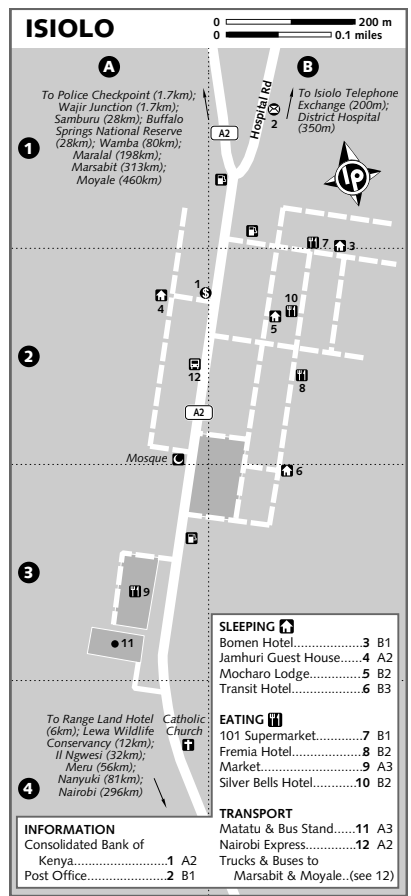 ISIOLO
0 200 m
0 0.1 miles
A
B
To Police Checkpoint (1.7km);
Wajir Junction (1.7km);
Samburu (28km); Buffalo
Springs National Reserve
(28km); Wamba (80km);
Maralal (198km);
Marsabit (313km);
Moyale (460km)
Hospital Rd
2
To Isiolo Telephone
Exchange (200m);
District Hospital
(350m)
A2
1
lp
7
3
1
$
4
10
5
2
12
8
A2
Mosque
6
3
9
11
To Range Land Hotel
(6km); Lewa Wildlife
Conservancy (12km);
Il Ngwesi (32km);
Meru (56km);
Nanyuki (81km);
Nairobi (296km)
Catholic
Church
4
SLEEPING
Bomen Hotel....................3 B1
Jamhuri Guest House......4 A2
Mocharo Lodge...............5 B2
Transit Hotel....................6 B3
EATING
101 Supermarket.............7 B1
Fremia Hotel....................8 B2
Market.............................9 A3
Silver Bells Hotel............10 B2
TRANSPORT
Matatu & Bus Stand......11 A3
Nairobi Express..............12 A2
Trucks & Buses to
Marsabit & Moyale..(see 12)
INFORMATION
Consolidated Bank of
Kenya............................1 A2
Post Office.......................2 B1